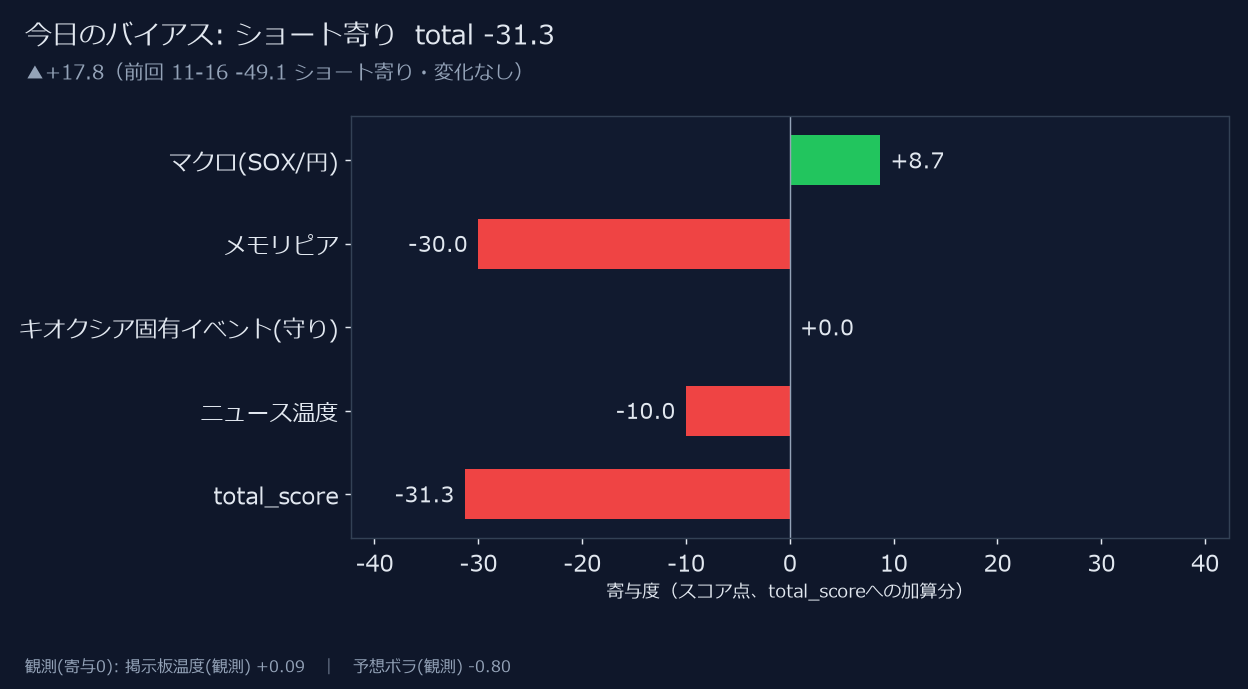 今日のバイアス: ショート寄り  total -31.3
▲+17.8（前回 11-16 -49.1 ショート寄り・変化なし）
マクロ(SOX/円)
+8.7
メモリピア
-30.0
キオクシア固有イベント(守り)
+0.0
ニュース温度
-10.0
total_score
-31.3
-40 -30 -20 -10 0 10 20 30 40
寄与度（スコア点、total_scoreへの加算分）
観測(寄与0): 掲示板温度(観測) +0.09 ｜ 予想ボラ(観測) -0.80